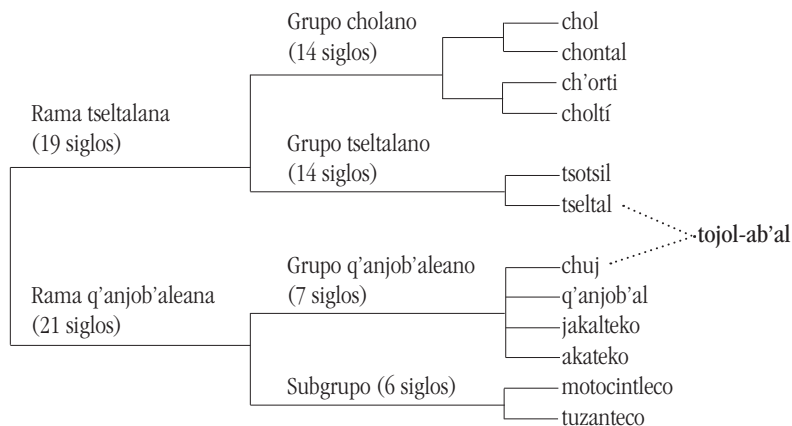 Grupo cholano
(14 siglos)
chol
chontal
ch’orti
choltí
Rama tseltalana
(19 siglos)
Grupo tseltalano
(14 siglos)
tsotsil
tseltal
tojol-ab’al
Grupo q’anjob’aleano
(7 siglos)
chuj
q’anjob’al
jakalteko
akateko
Rama q’anjob’aleana
(21 siglos)
Subgrupo (6 siglos)
motocintleco
tuzanteco